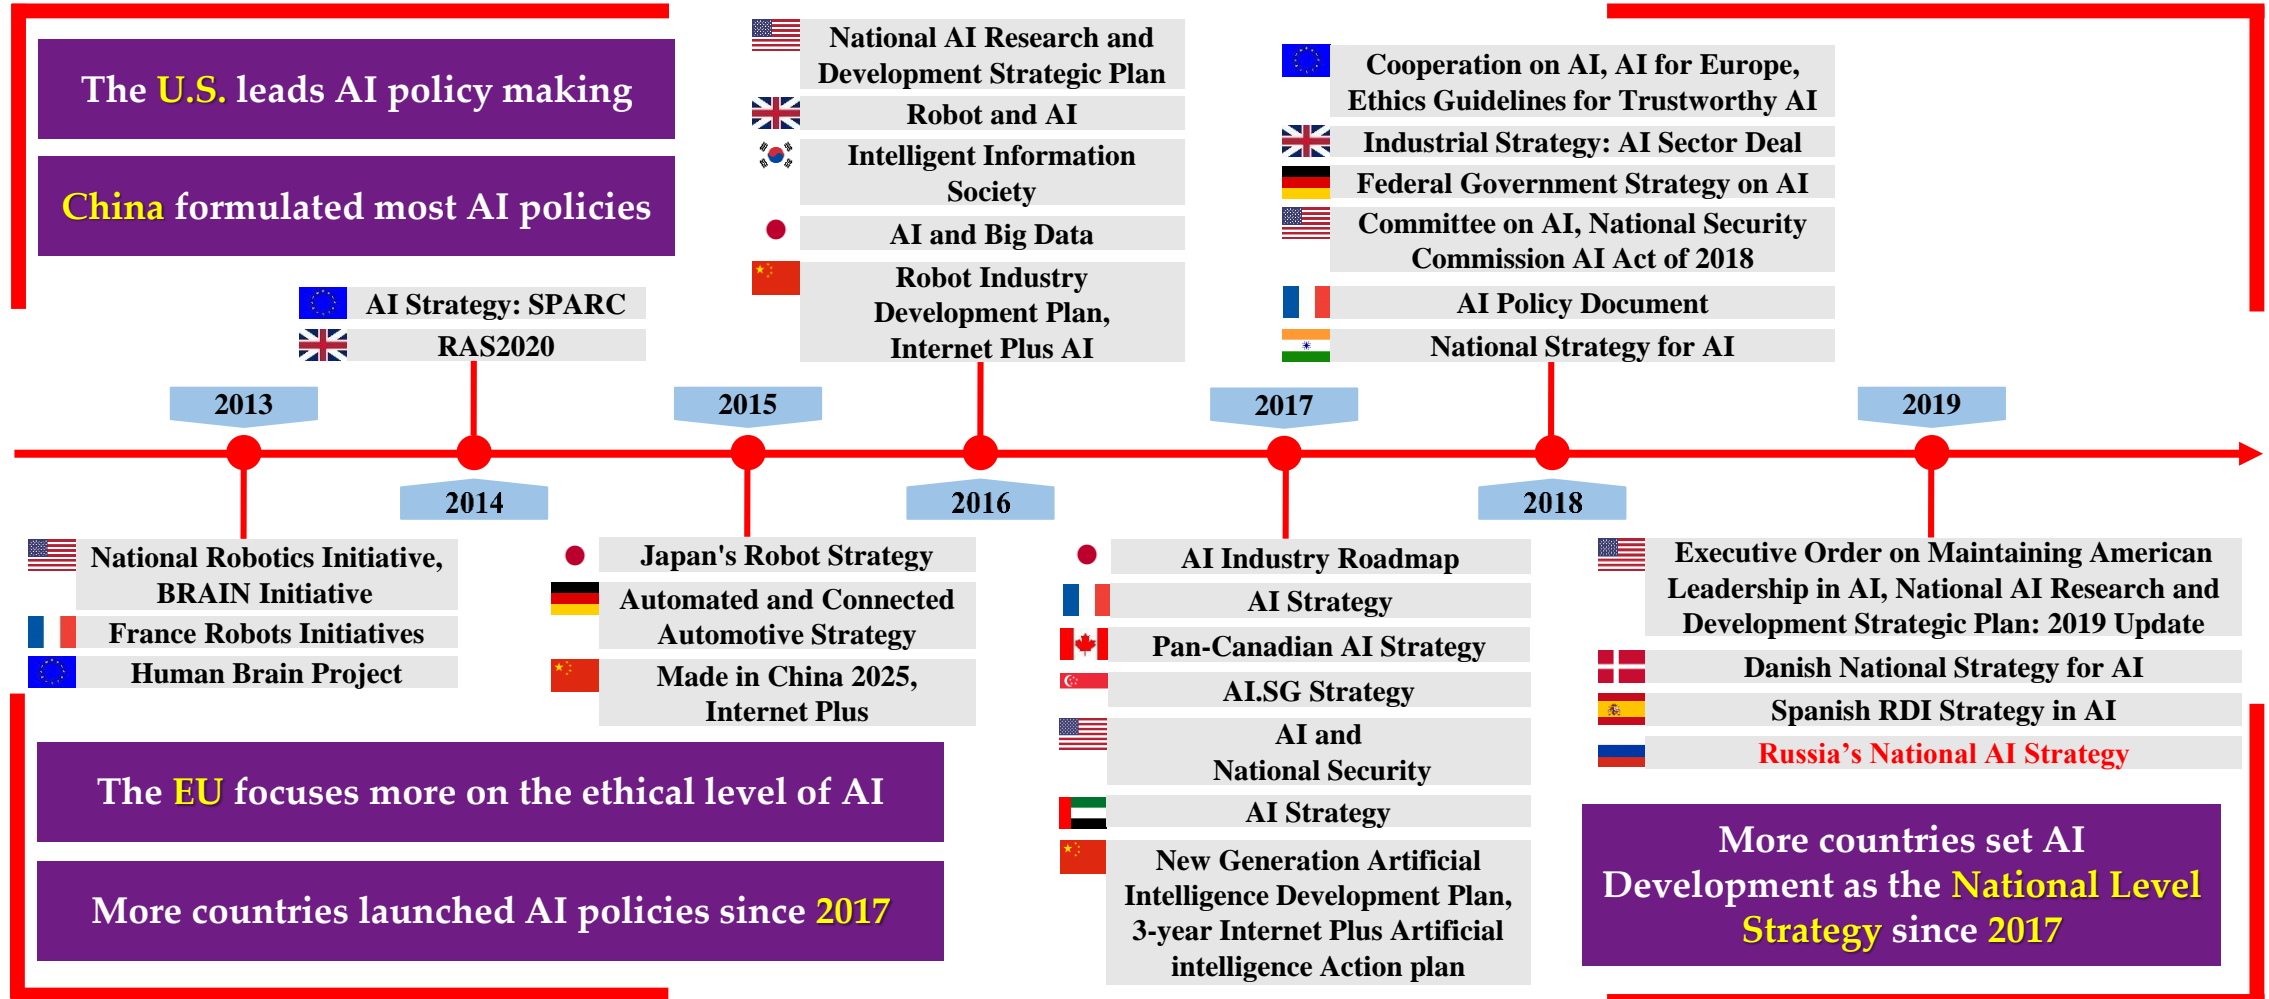 The U.S. leads AI policy making
China formulated most AI policies
AI Strategy: SPARC
RAS2020
National AI Research and
Development Strategic Plan
Robot and AI
Intelligent Information
Society
AI and Big Data
Robot Industry
Development Plan,
Internet Plus AI
Cooperation on AI, AI for Europe,
Ethics Guidelines for Trustworthy AI
Industrial Strategy: AI Sector Deal
Federal Government Strategy on AI
Committee on AI, National Security
Commission AI Act of 2018
AI Policy Document
National Strategy for AI
2013
2015
2017
2019
2014
2016
2018
National Robotics Initiative,
BRAIN Initiative
France Robots Initiatives
Human Brain Project
Japan's Robot Strategy
Automated and Connected
Automotive Strategy
Made in China 2025,
Internet Plus
AI Industry Roadmap
AI Strategy
Pan-Canadian AI Strategy
AI.SG Strategy
AI and
National Security
AI Strategy
New Generation Artificial
Intelligence Development Plan,
3-year Internet Plus Artificial
intelligence Action plan
Executive Order on Maintaining American
Leadership in AI, National AI Research and
Development Strategic Plan: 2019 Update
Danish National Strategy for AI
Spanish RDI Strategy in AI
Russia’s National AI Strategy
The EU focuses more on the ethical level of AI
More countries launched AI policies since 2017
More countries set AI
Development as the National Level
Strategy since 2017